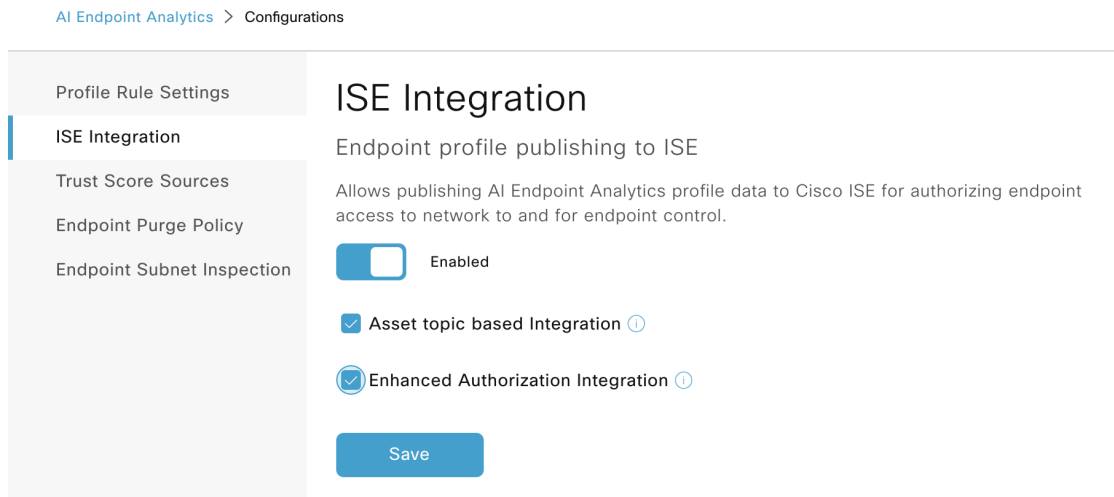 AI Endpoint Analytics > Configurations
Profile Rule Settings
ISE Integration
Trust Score Sources
Endpoint Purge Policy
Endpoint Subnet Inspection
ISE Integration
Endpoint profile publishing to ISE
Allows publishing AI Endpoint Analytics profile data to Cisco ISE for authorizing endpoint
access to network to and for endpoint control.
Enabled
Asset topic based Integration
Enhanced Authorization Integration
Save